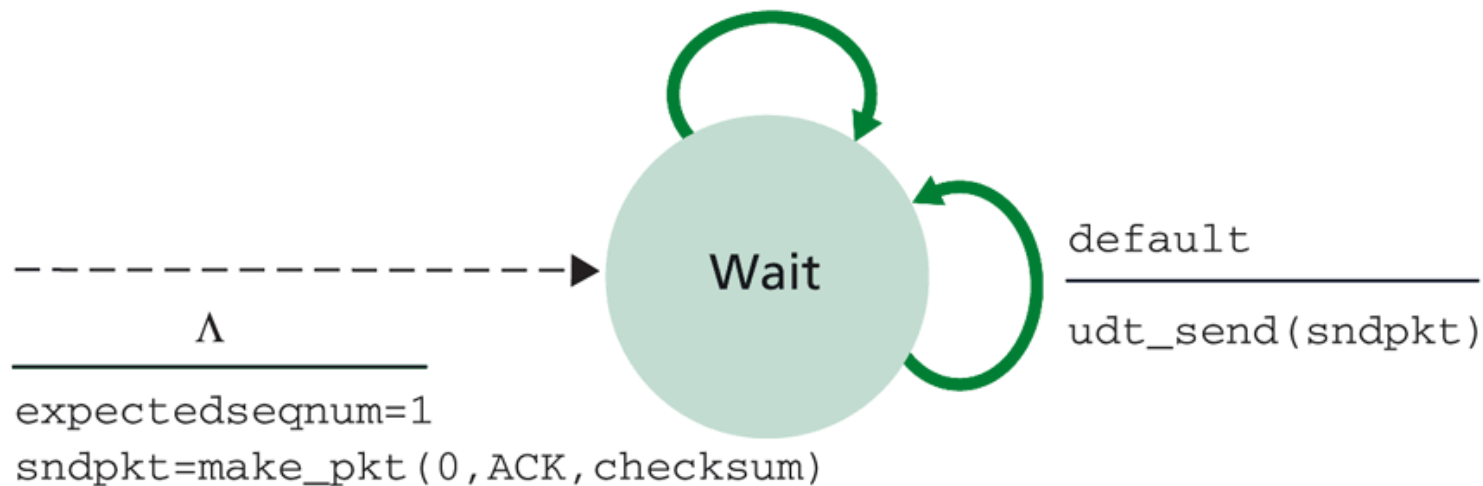 Wait
default
udt_send(sndpkt)
Λ
expectedseqnum=1
sndpkt=make_pkt(0,ACK,checksum)